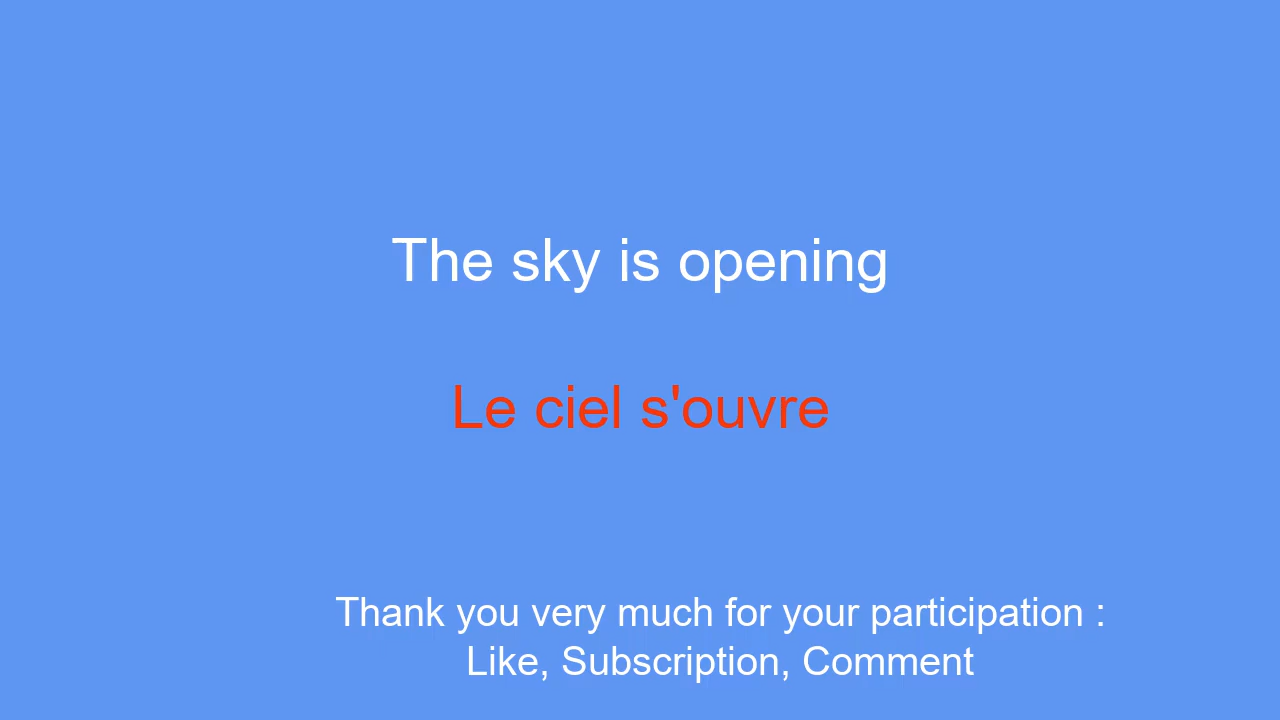 The sky is opening
Le ciel s'ouvre
Thank you very much for your participation :
Like, Subscription, Comment